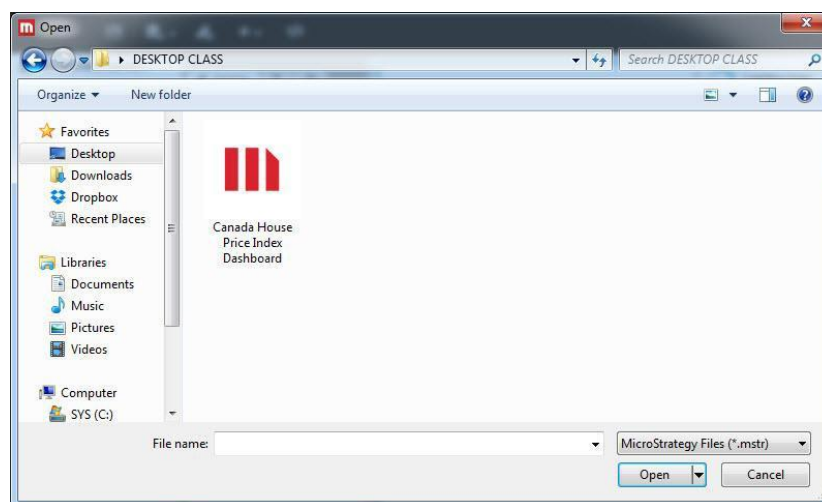 Open
DESKTOP CLASS
Search DESKTOP CLASS
Organize
New folder
Favorites
Desktop
Downloads
Dropbox
Recent Places
Libraries
Documents
Music
Pictures
Videos
Computer
SYS (C:)
Canada House
Price Index
Dashboard
File name:
MicroStrategy Files (*.mstr)
Open
Cancel